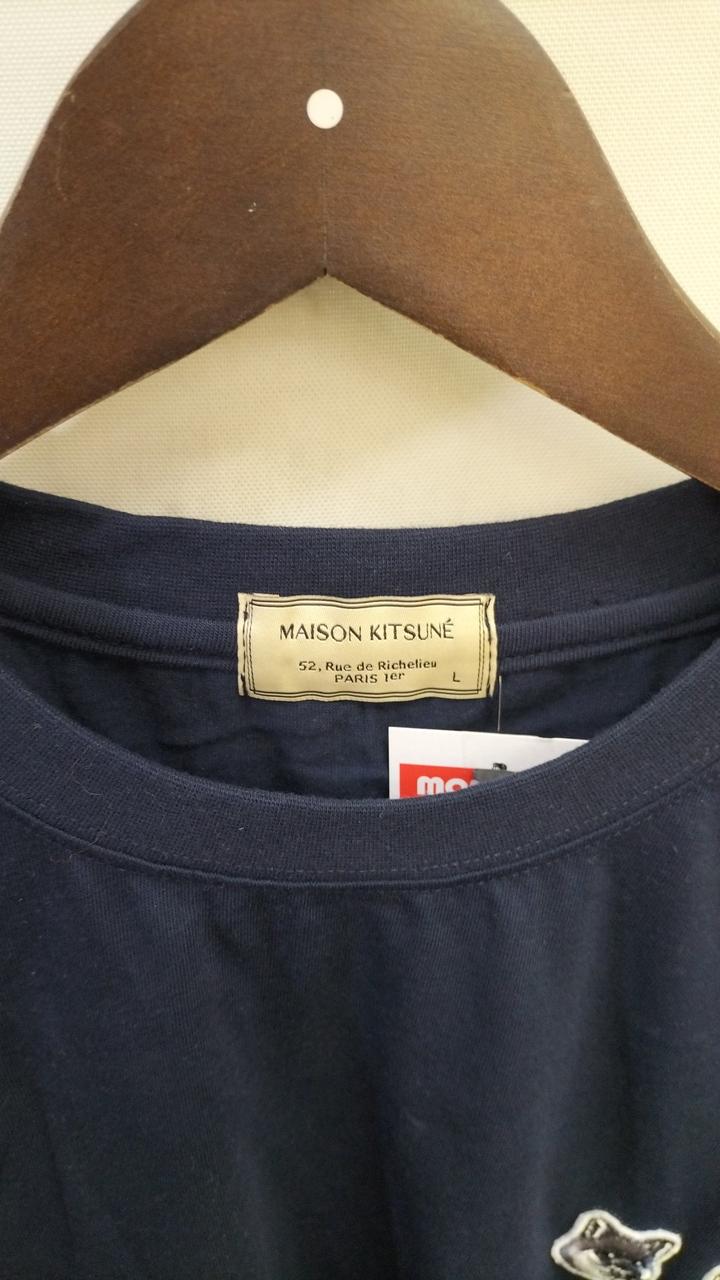 MAISON KITSUNÉ
52, Rue de Richelieu
PARIS 1er L